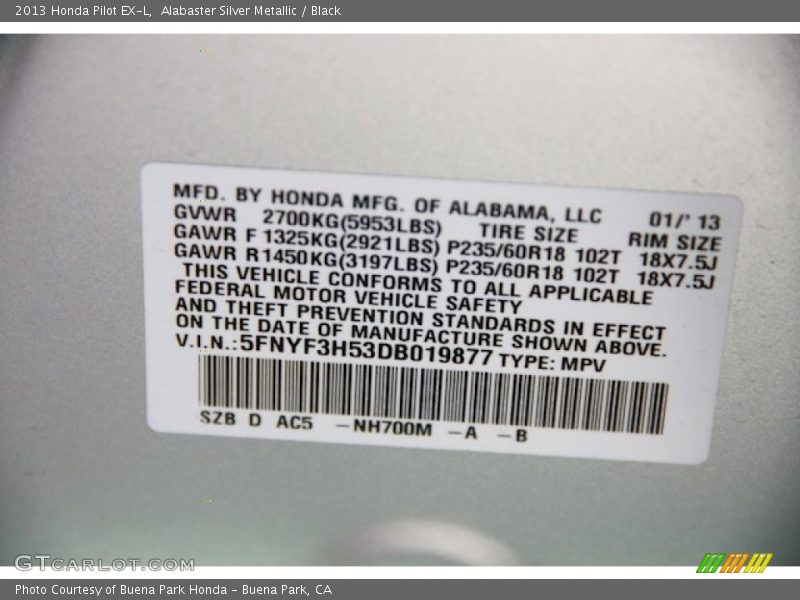 2013 Honda Pilot EX-L, Alabaster Silver Metallic / Black
MFD. BY HONDA MFG. OF ALABAMA, LLC 01/' 13
GVWR 2700KG(5953LBS) TIRE SIZE RIM SIZE
GAWR F 1325KG(2921LBS) P235/60R18 102T 18X7.5J
GAWR R1450KG(3197LBS) P235/60R18 102T 18X7.5J
THIS VEHICLE CONFORMS TO ALL APPLICABLE
FEDERAL MOTOR VEHICLE SAFETY
AND THEFT PREVENTION STANDARDS IN EFFECT
ON THE DATE OF MANUFACTURE SHOWN ABOVE.
V.I.N.:5FNYF3H53DB019877 TYPE: MPV
SZB D AC5 -NH700M -A -B
GTCARLOT.COM
Photo Courtesy of Buena Park Honda - Buena Park, CA